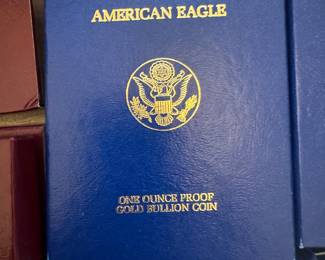 AMERICAN EAGLE
ONE OUNCE PROOF
GOLD BULLION COIN